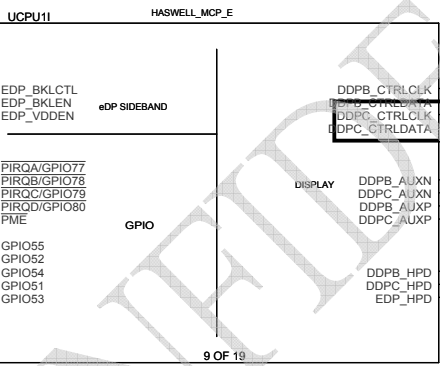 UCPU1I
HASWELL_MCP_E
EDP_BKLCTL
EDP_BKLEN
EDP_VDDEN
eDP SIDEBAND
DDPB_CTRLCLK
DDPB_CTRLDATA
DDPC_CTRLCLK
DDPC_CTRLDATA
PIRQA/GPIO77
PIRQB/GPIO78
PIRQC/GPIO79
PIRQD/GPIO80
PME
GPIO
DISPLAY
DDPB_AUXN
DDPC_AUXN
DDPB_AUXP
DDPC_AUXP
GPIO55
GPIO52
GPIO54
GPIO51
GPIO53
DDPB_HPD
DDPC_HPD
EDP_HPD
9 OF 19